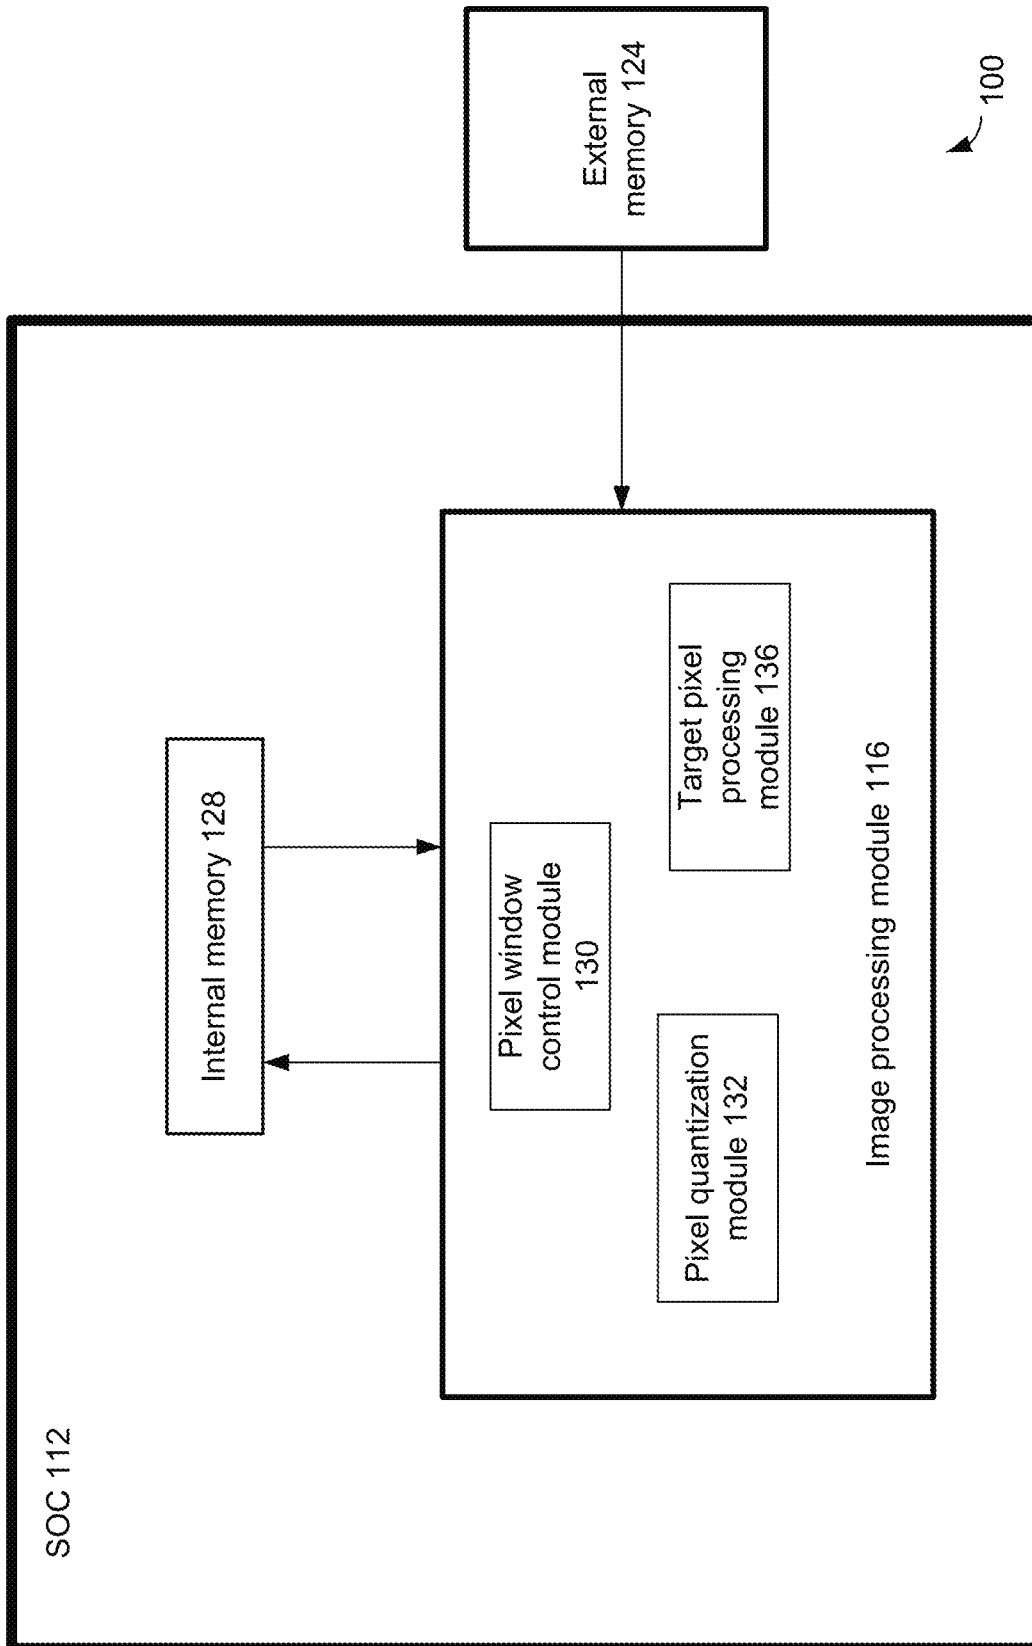 SOC 112
Internal memory 128
Pixel window
control module
130
Pixel quantization
module 132
Target pixel
processing
module 136
Image processing module 116
External
memory 124
100